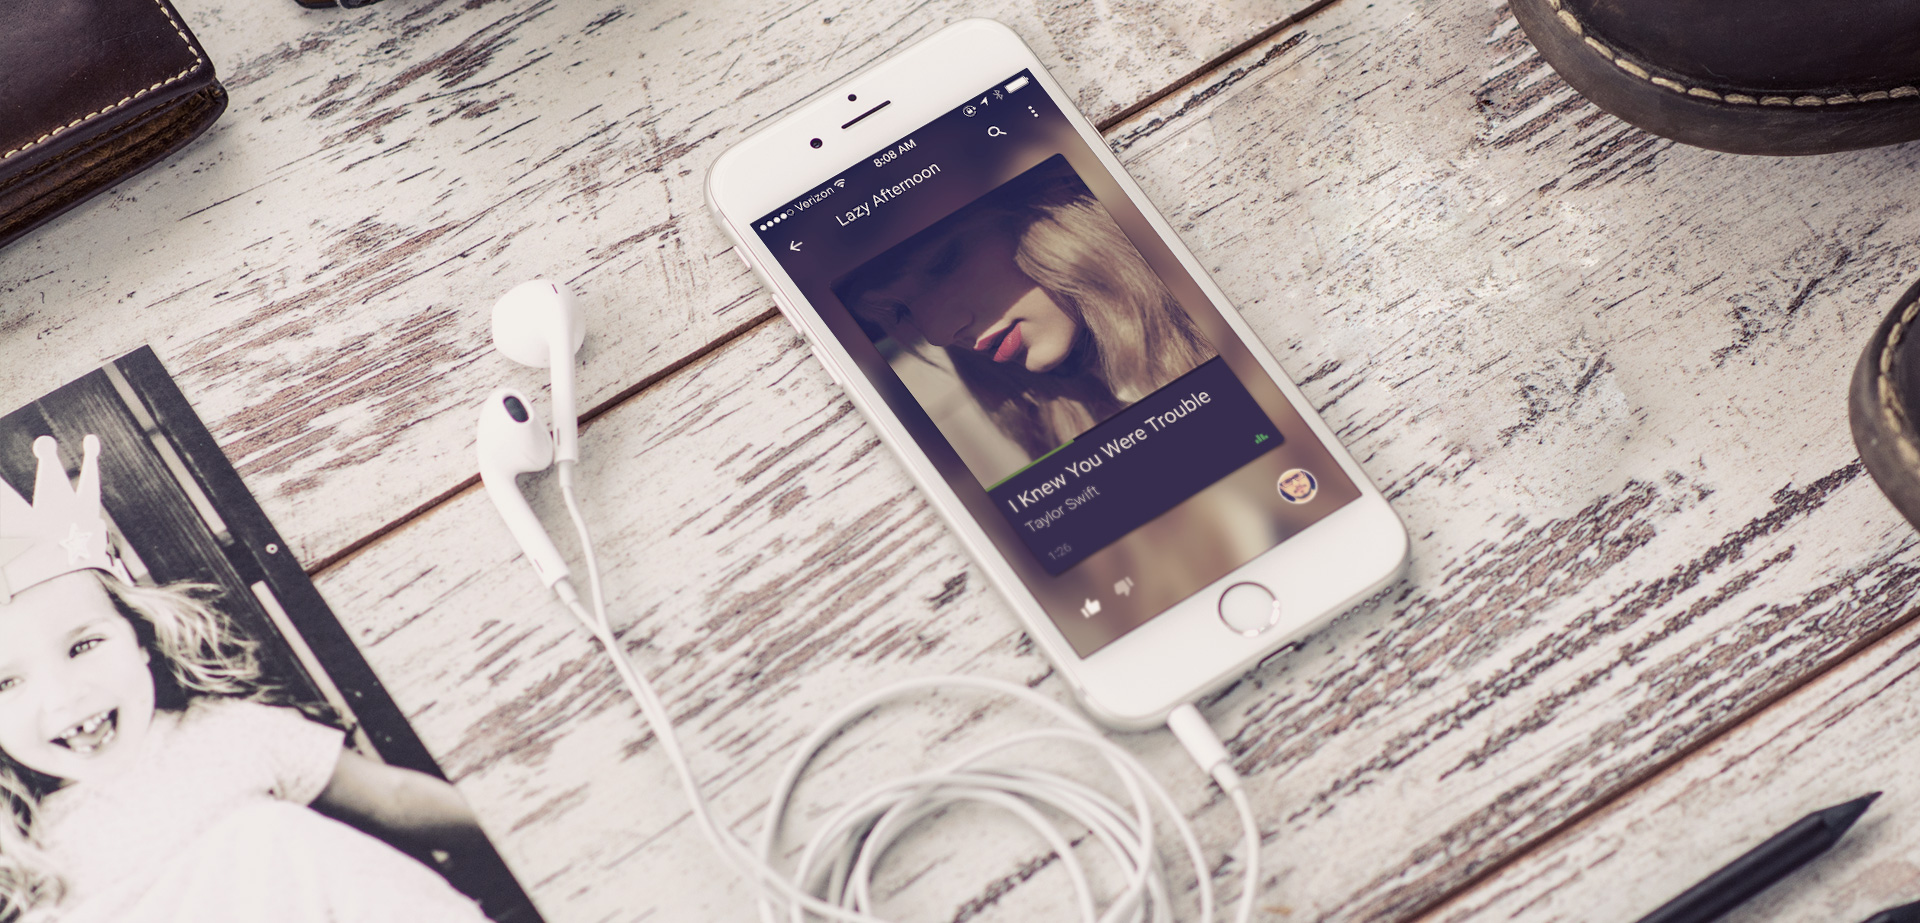 Verizon 8:08 AM
Lazy Afternoon
I Knew You Were Trouble
Taylor Swift
1:26